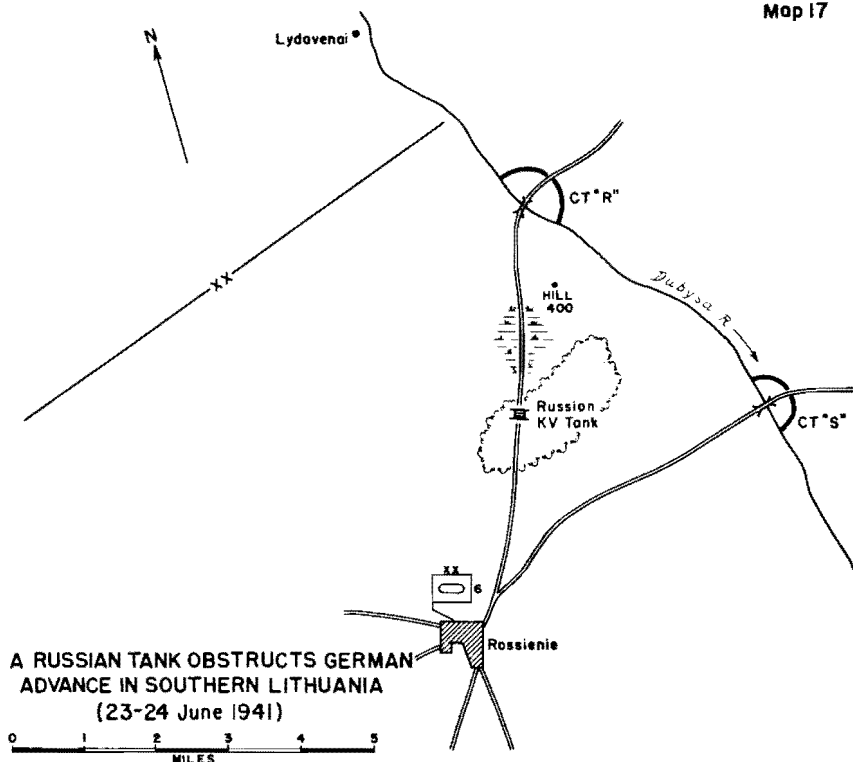 Map 17
N
Lydavenai
CT "R"
XX
HILL
400
Dubysa R
Russian
KV Tank
CT "S"
XX
6
Rossienie
A RUSSIAN TANK OBSTRUCTS GERMAN
ADVANCE IN SOUTHERN LITHUANIA
(23-24 June 1941)
0 1 2 3 4 5
MILES